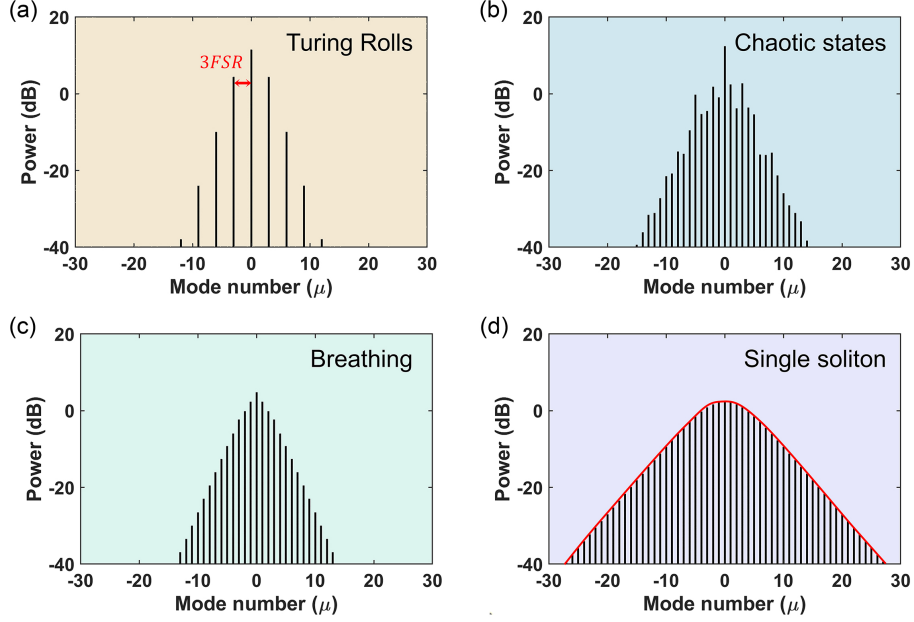 (a)
Turing Rolls
3FSR
Power (dB)
20
0
-20
-40
-30 -20 -10 0 10 20 30
Mode number (μ)
(b)
Chaotic states
Power (dB)
20
0
-20
-40
-30 -20 -10 0 10 20 30
Mode number (μ)
(c)
Breathing
Power (dB)
20
0
-20
-40
-30 -20 -10 0 10 20 30
Mode number (μ)
(d)
Single soliton
Power (dB)
20
0
-20
-40
-30 -20 -10 0 10 20 30
Mode number (μ)